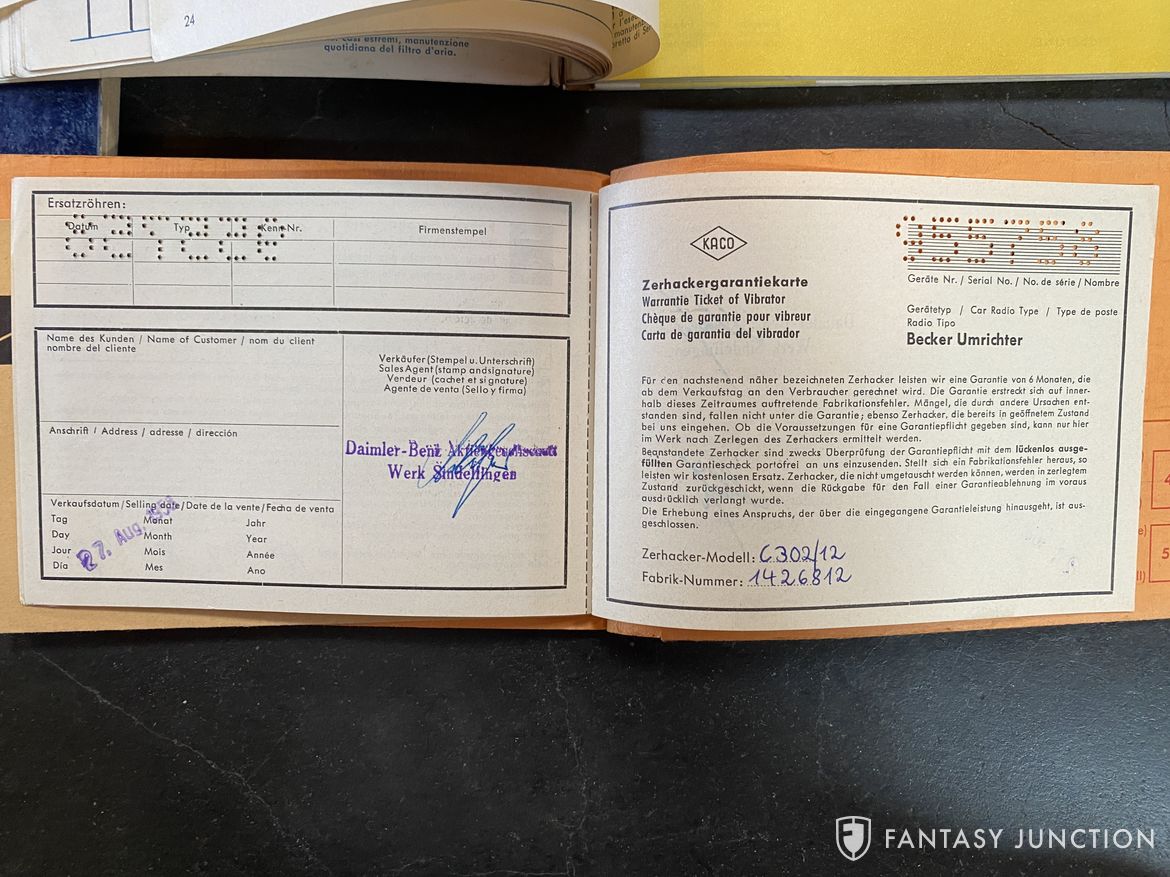 24
casi estremi, manutenzione
quotidiana del filtro d'aria.
Ersatzröhren:
Datum Typ Kenn-Nr. Firmenstempel
Name des Kunden / Name of Customer / nom du client
nombre del cliente
Anschrift / Address / adresse / dirección
Verkaufsdatum/Selling date/Date de la vente/Fecha de venta
Tag Monat Jahr
Day Month Year
Jour Mois Année
Día Mes Ano
27. Aug.
Verkäufer (Stempel u. Unterschrift)
Sales Agent (stamp andsignature)
Verdeur (cachet et signature)
Agente de venta (Sello y firma)
Daimler-Benz Aktiengesellschaft
Werk Sindelfingen
KACO
Zerhackergarantiekarte
Warrantie Ticket of Vibrator
Chèque de garantie pour vibreur
Carta de garantia del vibrador
955760
Geräte Nr. / Serial No. / No. de série / Nombre
Gerätetyp / Car Radio Type / Type de poste
Radio Tipo
Becker Umrichter
Für den nachstenend näher bezeichneten Zerhacker leisten wir eine Garantie von 6 Monaten, die
ab dem Verkaufstag an den Verbraucher gerechnet wird. Die Garantie erstreckt sich auf inner-
halb dieses Zeitraumes auftretende Fabrikationsfehler. Mängel, die durch andere Ursachen ent-
standen sind, fallen nicht unter die Garantie; ebenso Zerhacker, die bereits in geöffnetem Zustand
bei uns eingehen. Ob die Voraussetzungen für eine Garantiepflicht gegeben sind, kann nur hier
im Werk nach Zerlegen des Zerhackers ermittelt werden.
Beanstandete Zerhacker sind zwecks Überprüfung der Garantiepflicht mit dem lückenlos ausge-
füllten Garantiescheck portofrei an uns einzusenden. Stellt sich ein Fabrikationsfehler heraus, so
leisten wir kostenlosen Ersatz. Zerhacker, die nicht umgetauscht werden können, werden in zerlegtem
Zustand zurückgeschickt, wenn die Rückgabe für den Fall einer Garantieablehnung im voraus
ausdrücklich verlangt wurde.
Die Erhebung eines Anspruchs, der über die eingegangene Garantieleistung hinausgeht, ist aus-
geschlossen.
Zerhacker-Modell: C302/12
Fabrik-Nummer: 1426812
FANTASY JUNCTION